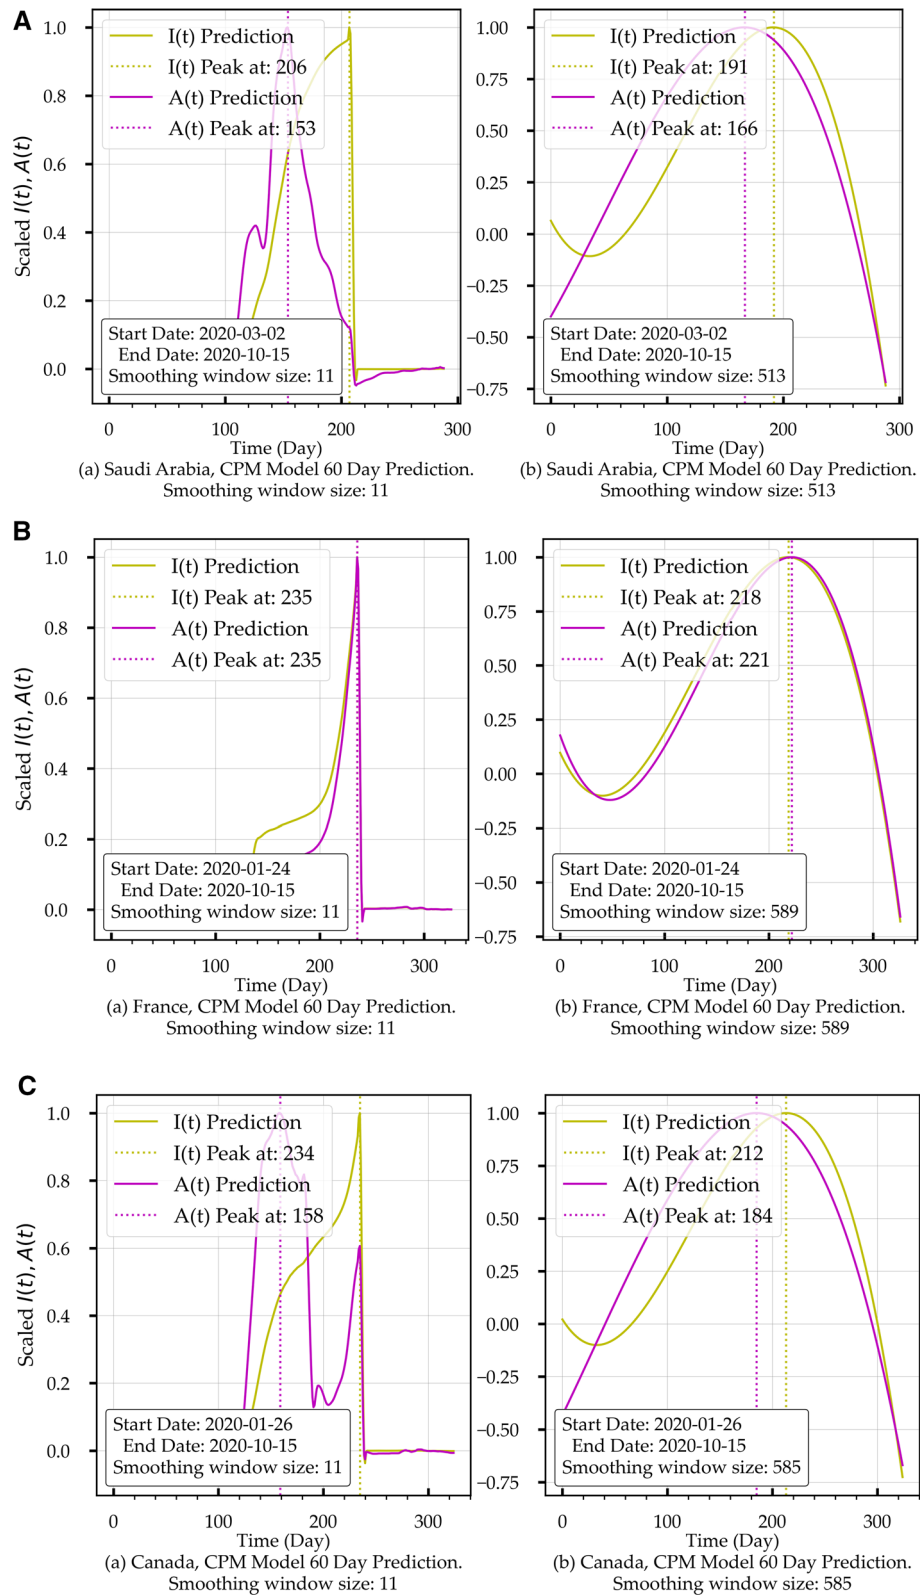 A
1.0
0.8
0.6
0.4
0.2
0.0
Scaled I(t), A(t)
I(t) Prediction
I(t) Peak at: 206
A(t) Prediction
A(t) Peak at: 153
Start Date: 2020-03-02
End Date: 2020-10-15
Smoothing window size: 11
0 100 200 300
Time (Day)
(a) Saudi Arabia, CPM Model 60 Day Prediction.
Smoothing window size: 11
1.00
0.75
0.50
0.25
0.00
−0.25
−0.50
−0.75
I(t) Prediction
I(t) Peak at: 191
A(t) Prediction
A(t) Peak at: 166
Start Date: 2020-03-02
End Date: 2020-10-15
Smoothing window size: 513
0 100 200 300
Time (Day)
(b) Saudi Arabia, CPM Model 60 Day Prediction.
Smoothing window size: 513
B
1.0
0.8
0.6
0.4
0.2
0.0
Scaled I(t), A(t)
I(t) Prediction
I(t) Peak at: 235
A(t) Prediction
A(t) Peak at: 235
Start Date: 2020-01-24
End Date: 2020-10-15
Smoothing window size: 11
0 100 200 300
Time (Day)
(a) France, CPM Model 60 Day Prediction.
Smoothing window size: 11
1.00
0.75
0.50
0.25
0.00
−0.25
−0.50
−0.75
I(t) Prediction
I(t) Peak at: 218
A(t) Prediction
A(t) Peak at: 221
Start Date: 2020-01-24
End Date: 2020-10-15
Smoothing window size: 589
0 100 200 300
Time (Day)
(b) France, CPM Model 60 Day Prediction.
Smoothing window size: 589
C
1.0
0.8
0.6
0.4
0.2
0.0
Scaled I(t), A(t)
I(t) Prediction
I(t) Peak at: 234
A(t) Prediction
A(t) Peak at: 158
Start Date: 2020-01-26
End Date: 2020-10-15
Smoothing window size: 11
0 100 200 300
Time (Day)
(a) Canada, CPM Model 60 Day Prediction.
Smoothing window size: 11
1.00
0.75
0.50
0.25
0.00
−0.25
−0.50
−0.75
I(t) Prediction
I(t) Peak at: 212
A(t) Prediction
A(t) Peak at: 184
Start Date: 2020-01-26
End Date: 2020-10-15
Smoothing window size: 585
0 100 200 300
Time (Day)
(b) Canada, CPM Model 60 Day Prediction.
Smoothing window size: 585